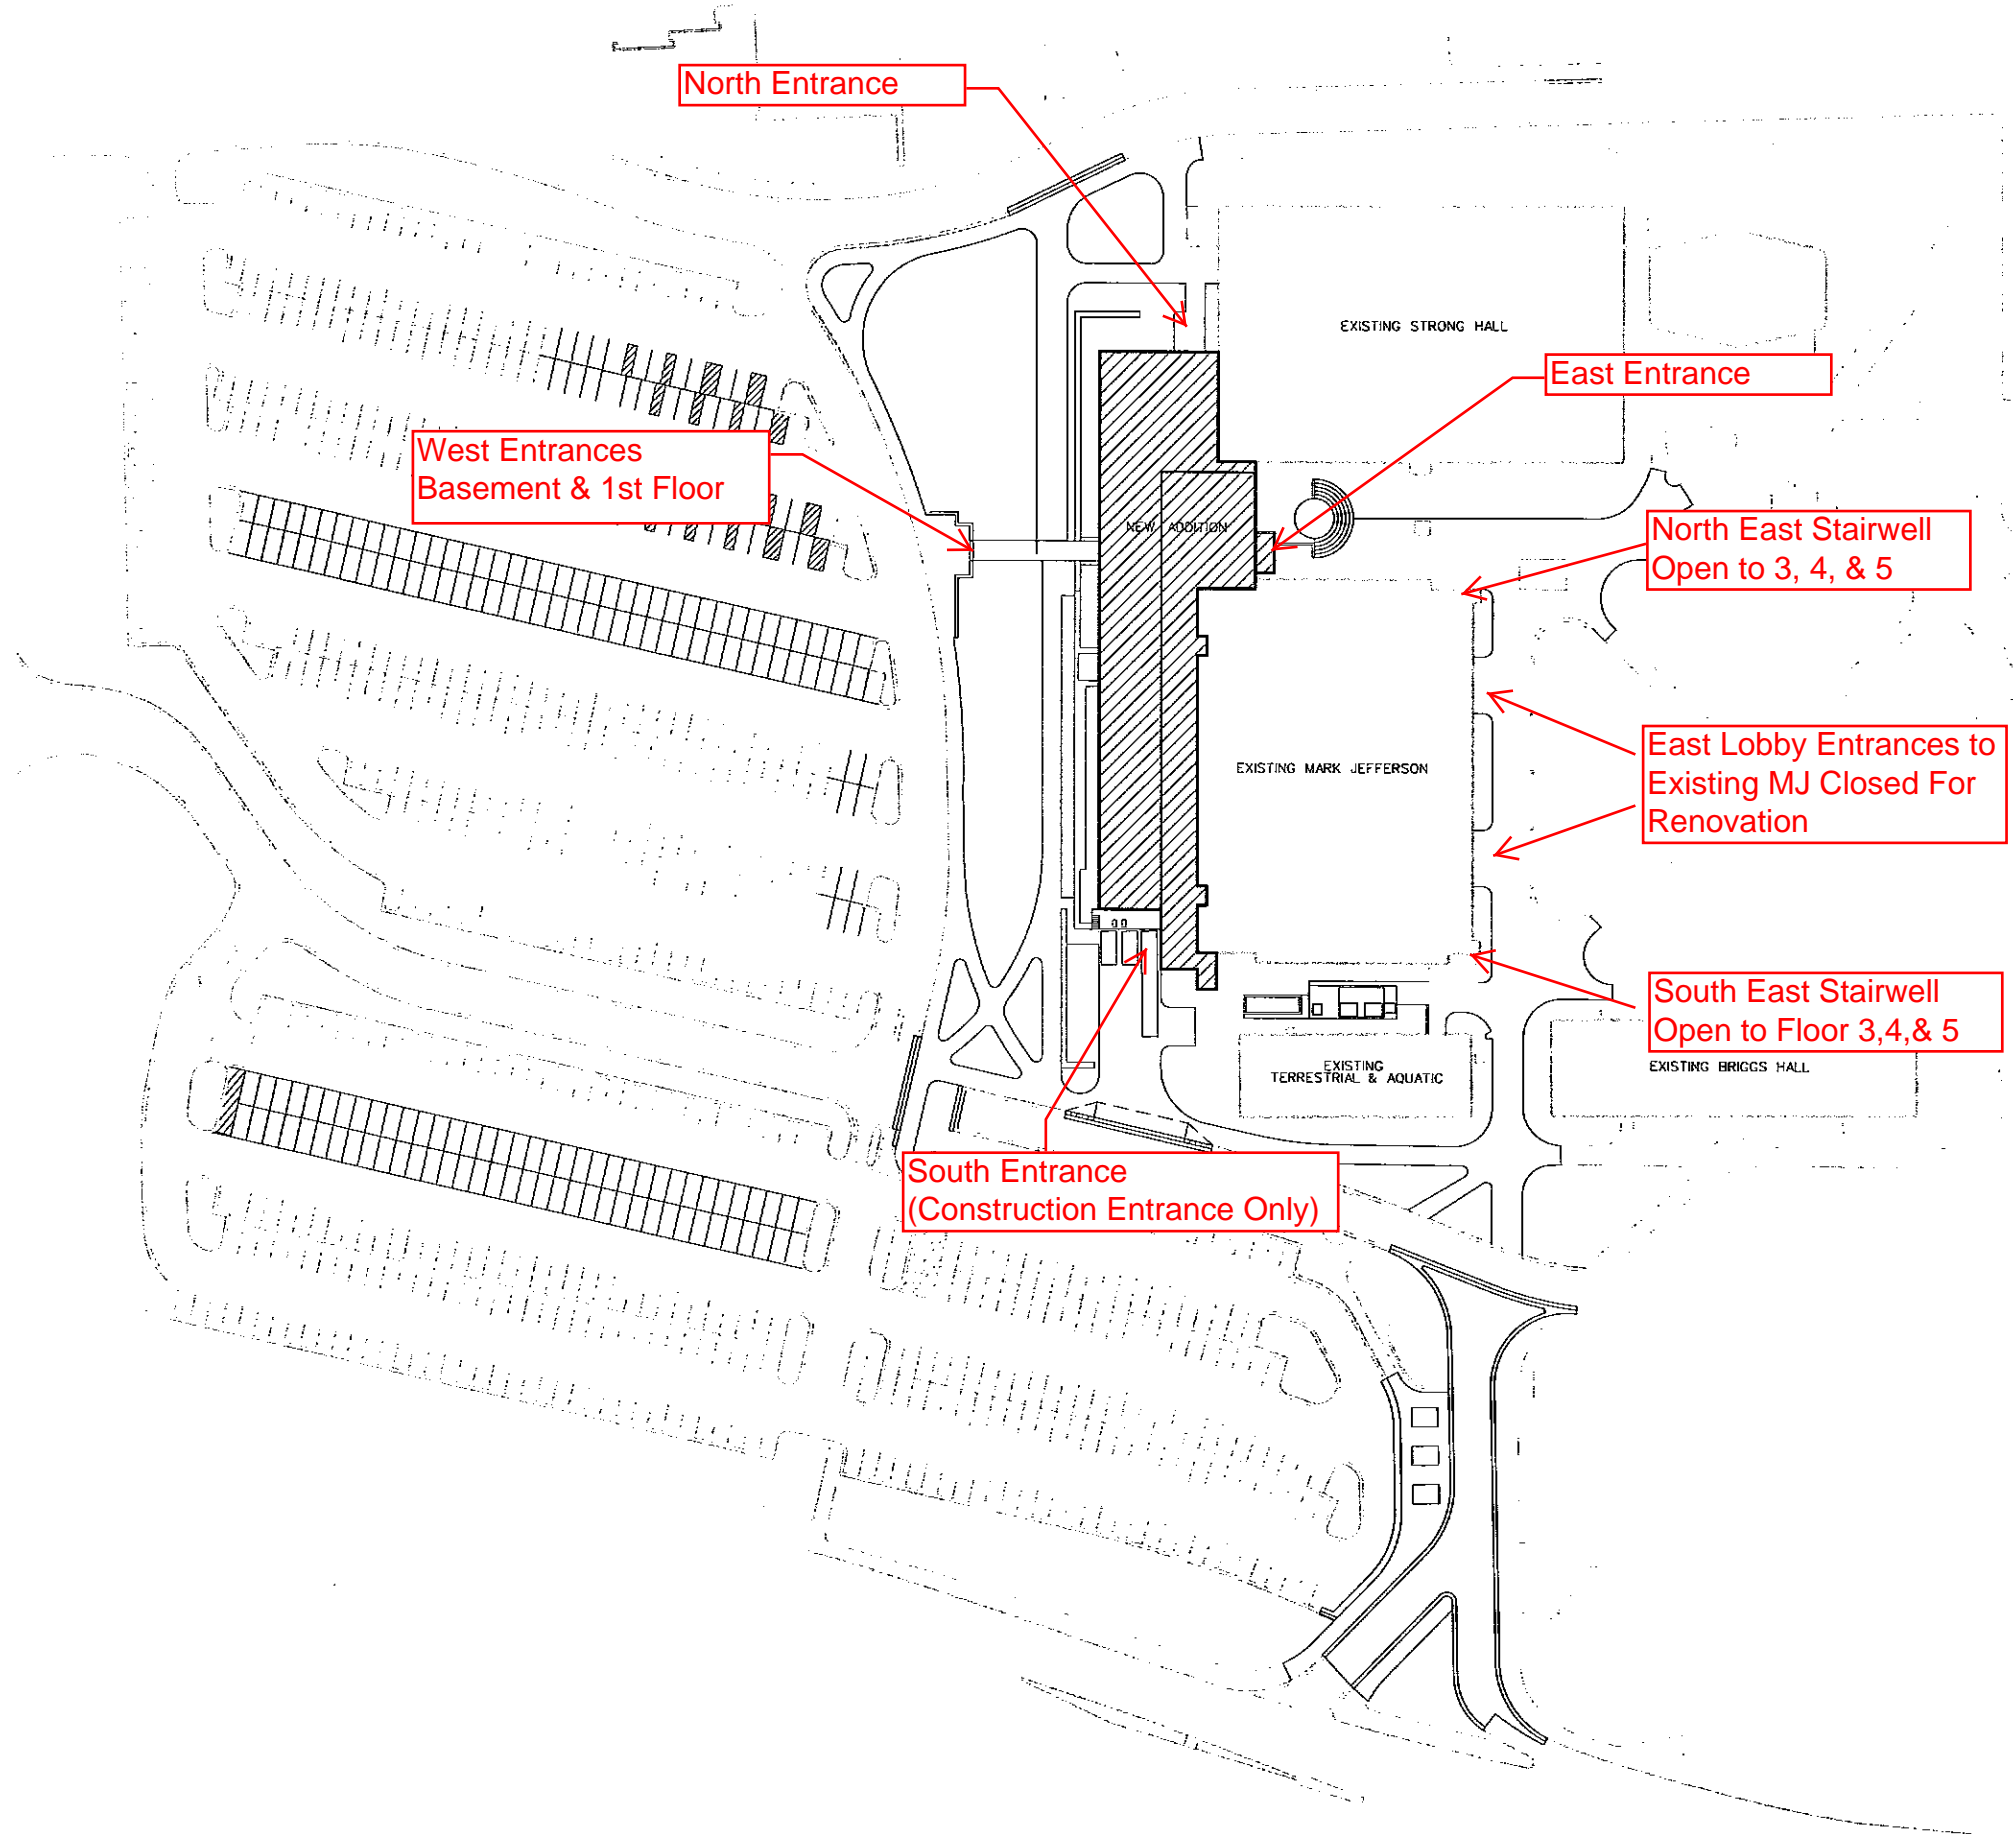 North Entrance
EXISTING STRONG HALL
East Entrance
West Entrances
Basement & 1st Floor
NEW ADDITION
North East Stairwell
Open to 3, 4, & 5
East Lobby Entrances to
Existing MJ Closed For
Renovation
EXISTING MARK JEFFERSON
South East Stairwell
Open to Floor 3,4,& 5
EXISTING
TERRESTRIAL & AQUATIC
EXISTING BRIGGS HALL
South Entrance
(Construction Entrance Only)